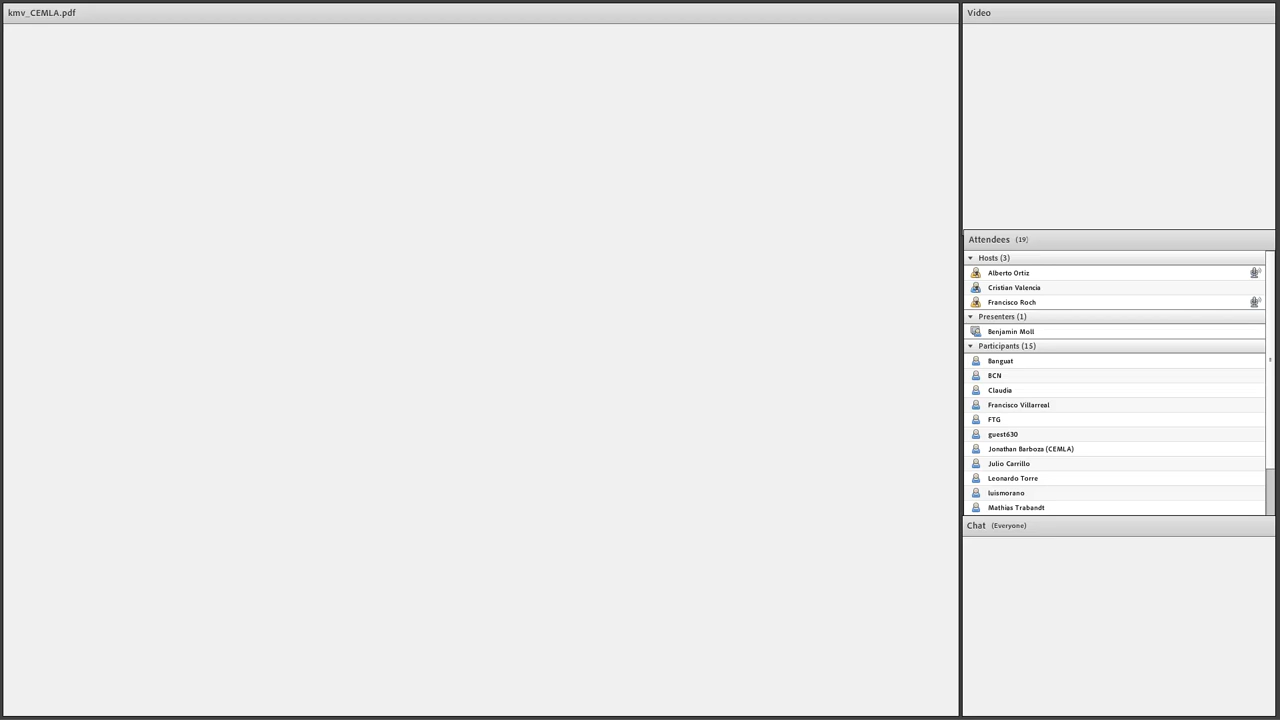 kmv_CEMLA.pdf
Video
Attendees (19)
Hosts (3)
Alberto Ortiz
Cristian Valencia
Francisco Roch
Presenters (1)
Benjamin Moll
Participants (15)
Banguat
BCN
Claudia
Francisco Villarreal
FTG
guest630
Jonathan Barboza (CEMLA)
Julio Carrillo
Leonardo Torre
luismorano
Mathias Trabandt
Chat (Everyone)